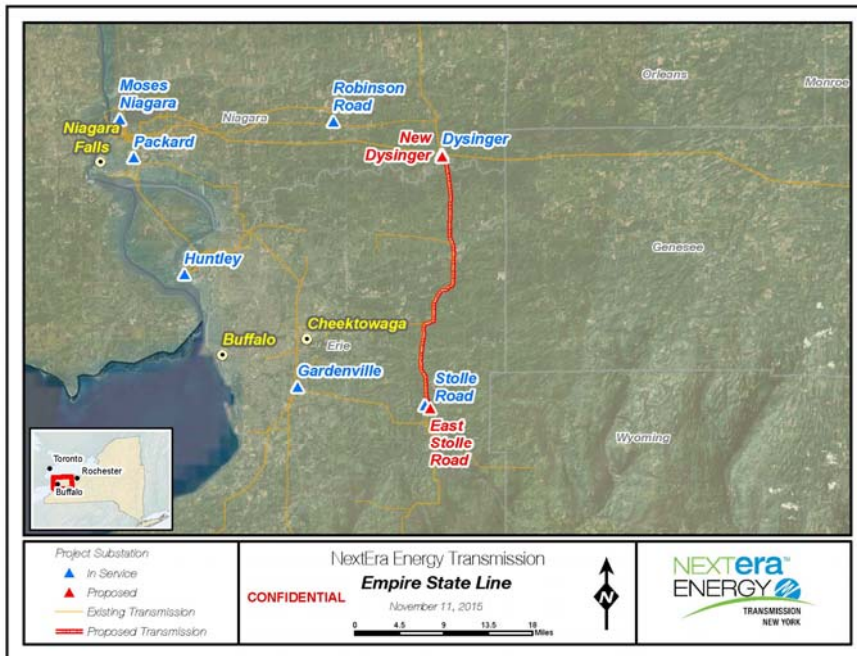 Orleans
Monroe
Moses
Niagara
Robinson
Road
Niagara
Niagara
Falls
Packard
New
Dysinger
Dysinger
Genesee
Huntley
Cheektowaga
Buffalo
Erie
Gardenville
Stolle
Road
East
Stolle
Road
Wyoming
Toronto
Rochester
Buffalo
Project Substation
In Service
Proposed
Existing Transmission
Proposed Transmission
NextEra Energy Transmission
Empire State Line
CONFIDENTIAL
November 11, 2015
0 4.5 9 13.5 18
Miles
N
NEXTera™
ENERGY
TRANSMISSION
NEW YORK